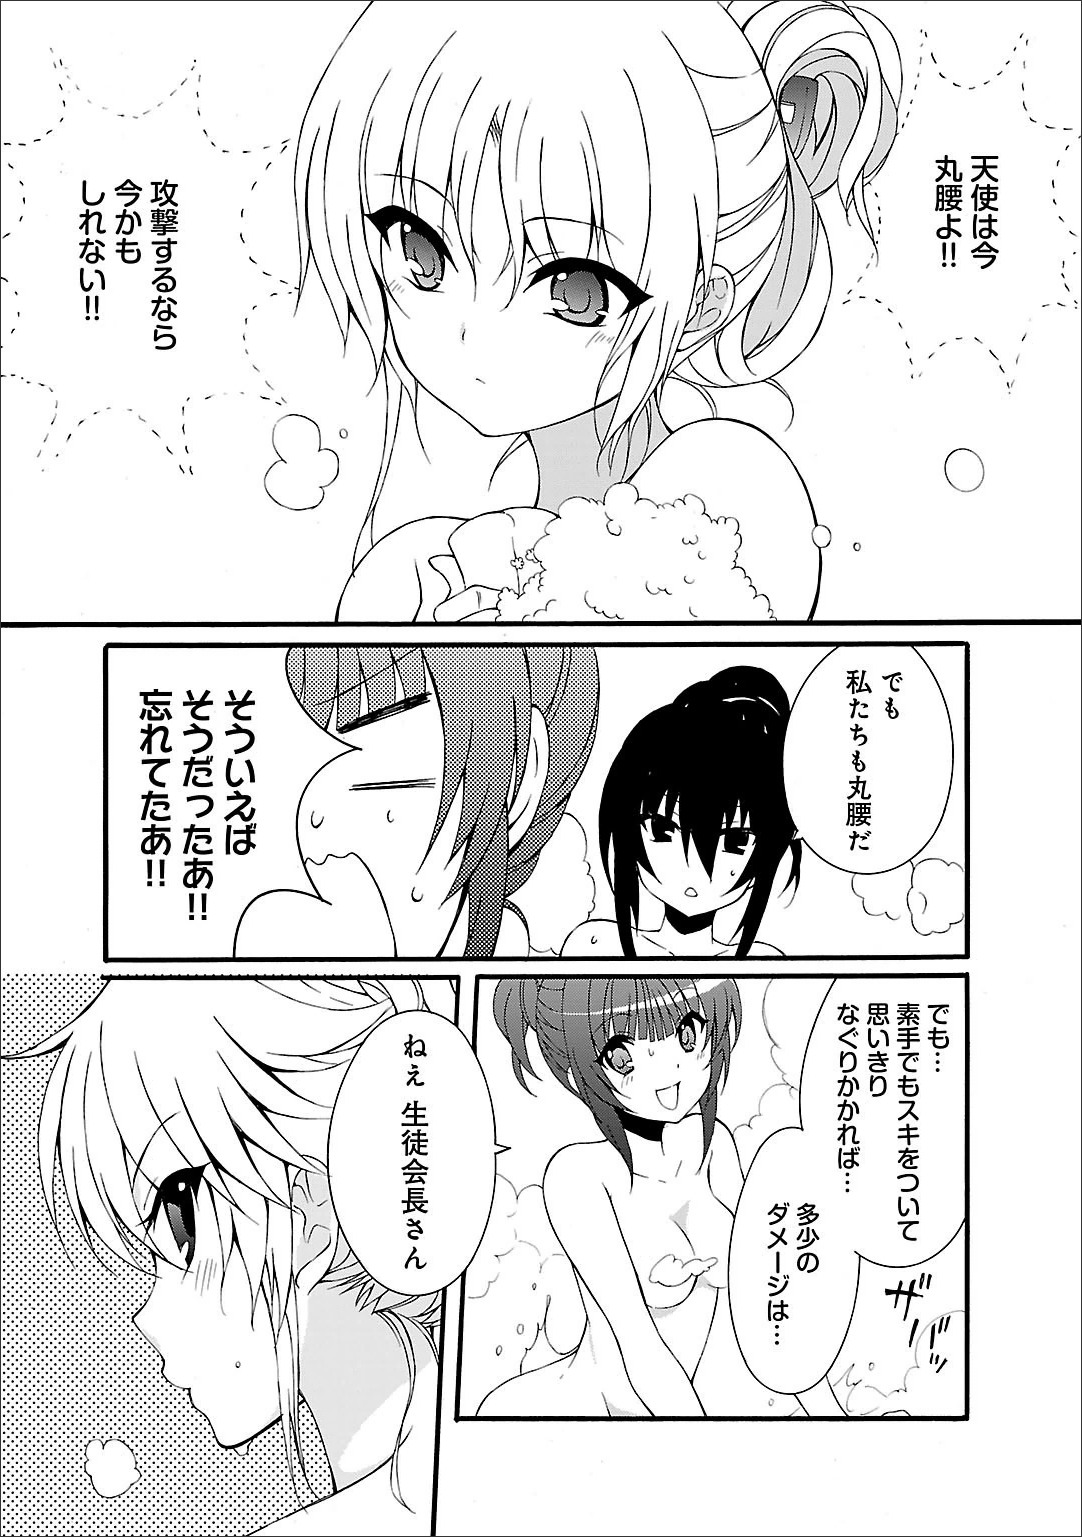 天使は今
丸腰よ!!
攻撃するなら
今かも
しれない!!
でも
私たちも丸腰だ
そういえば
そうだったあ!!
忘れてたあ!!
でも…
素手でもスキをついて
思いきり
なぐりかかれば…
多少の
ダメージは…
ザーッ
ねぇ 生徒会長さん